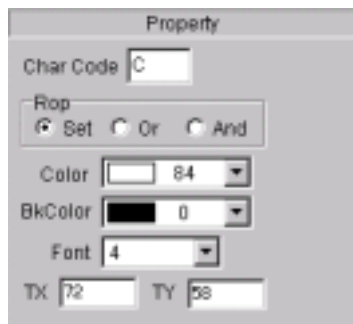 Property
Char Code C
Rop
Set Or And
Color 84
BkColor 0
Font 4
TX 72 TY 58